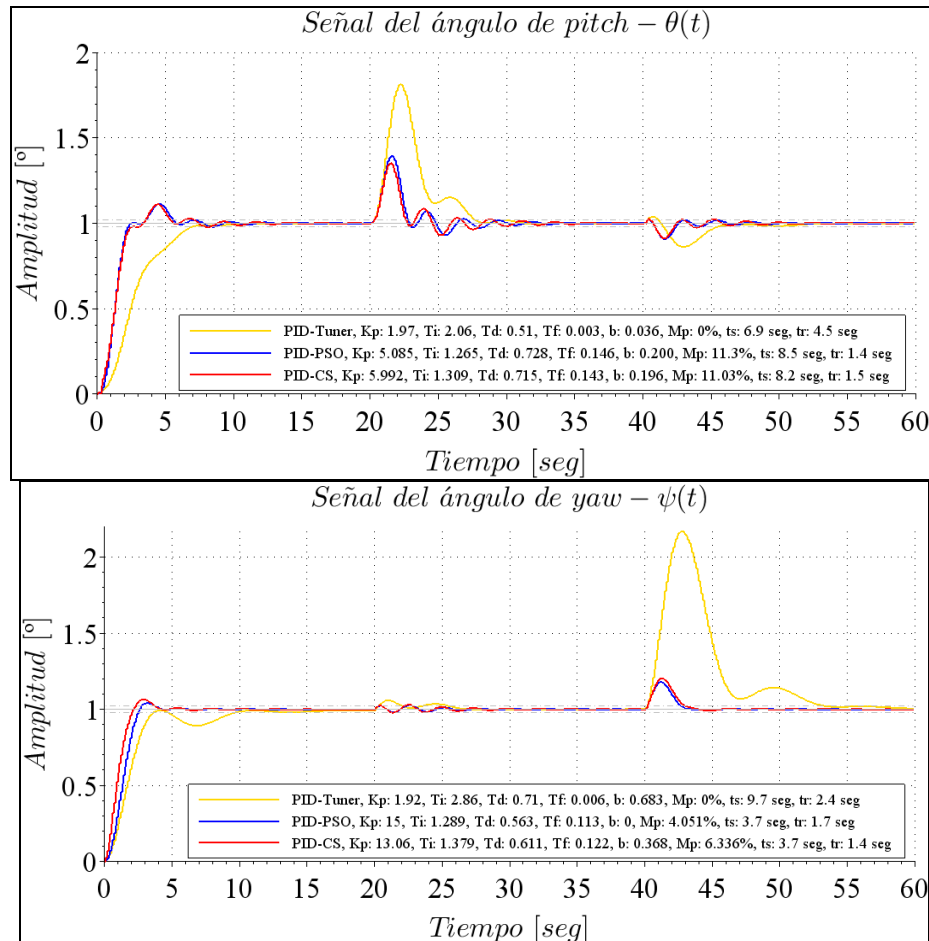 Señal del ángulo de pitch − θ(t)
Amplitud [º]
2
1.5
1
0.5
0
PID-Tuner, Kp: 1.97, Ti: 2.06, Td: 0.51, Tf: 0.003, b: 0.036, Mp: 0%, ts: 6.9 seg, tr: 4.5 seg
PID-PSO, Kp: 5.085, Ti: 1.265, Td: 0.728, Tf: 0.146, b: 0.200, Mp: 11.3%, ts: 8.5 seg, tr: 1.4 seg
PID-CS, Kp: 5.992, Ti: 1.309, Td: 0.715, Tf: 0.143, b: 0.196, Mp: 11.03%, ts: 8.2 seg, tr: 1.5 seg
0 5 10 15 20 25 30 35 40 45 50 55 60
Tiempo [seg]
Señal del ángulo de yaw − ψ(t)
Amplitud [º]
2
1.5
1
0.5
0
PID-Tuner, Kp: 1.92, Ti: 2.86, Td: 0.71, Tf: 0.006, b: 0.683, Mp: 0%, ts: 9.7 seg, tr: 2.4 seg
PID-PSO, Kp: 15, Ti: 1.289, Td: 0.563, Tf: 0.113, b: 0, Mp: 4.051%, ts: 3.7 seg, tr: 1.7 seg
PID-CS, Kp: 13.06, Ti: 1.379, Td: 0.611, Tf: 0.122, b: 0.368, Mp: 6.336%, ts: 3.7 seg, tr: 1.4 seg
0 5 10 15 20 25 30 35 40 45 50 55 60
Tiempo [seg]